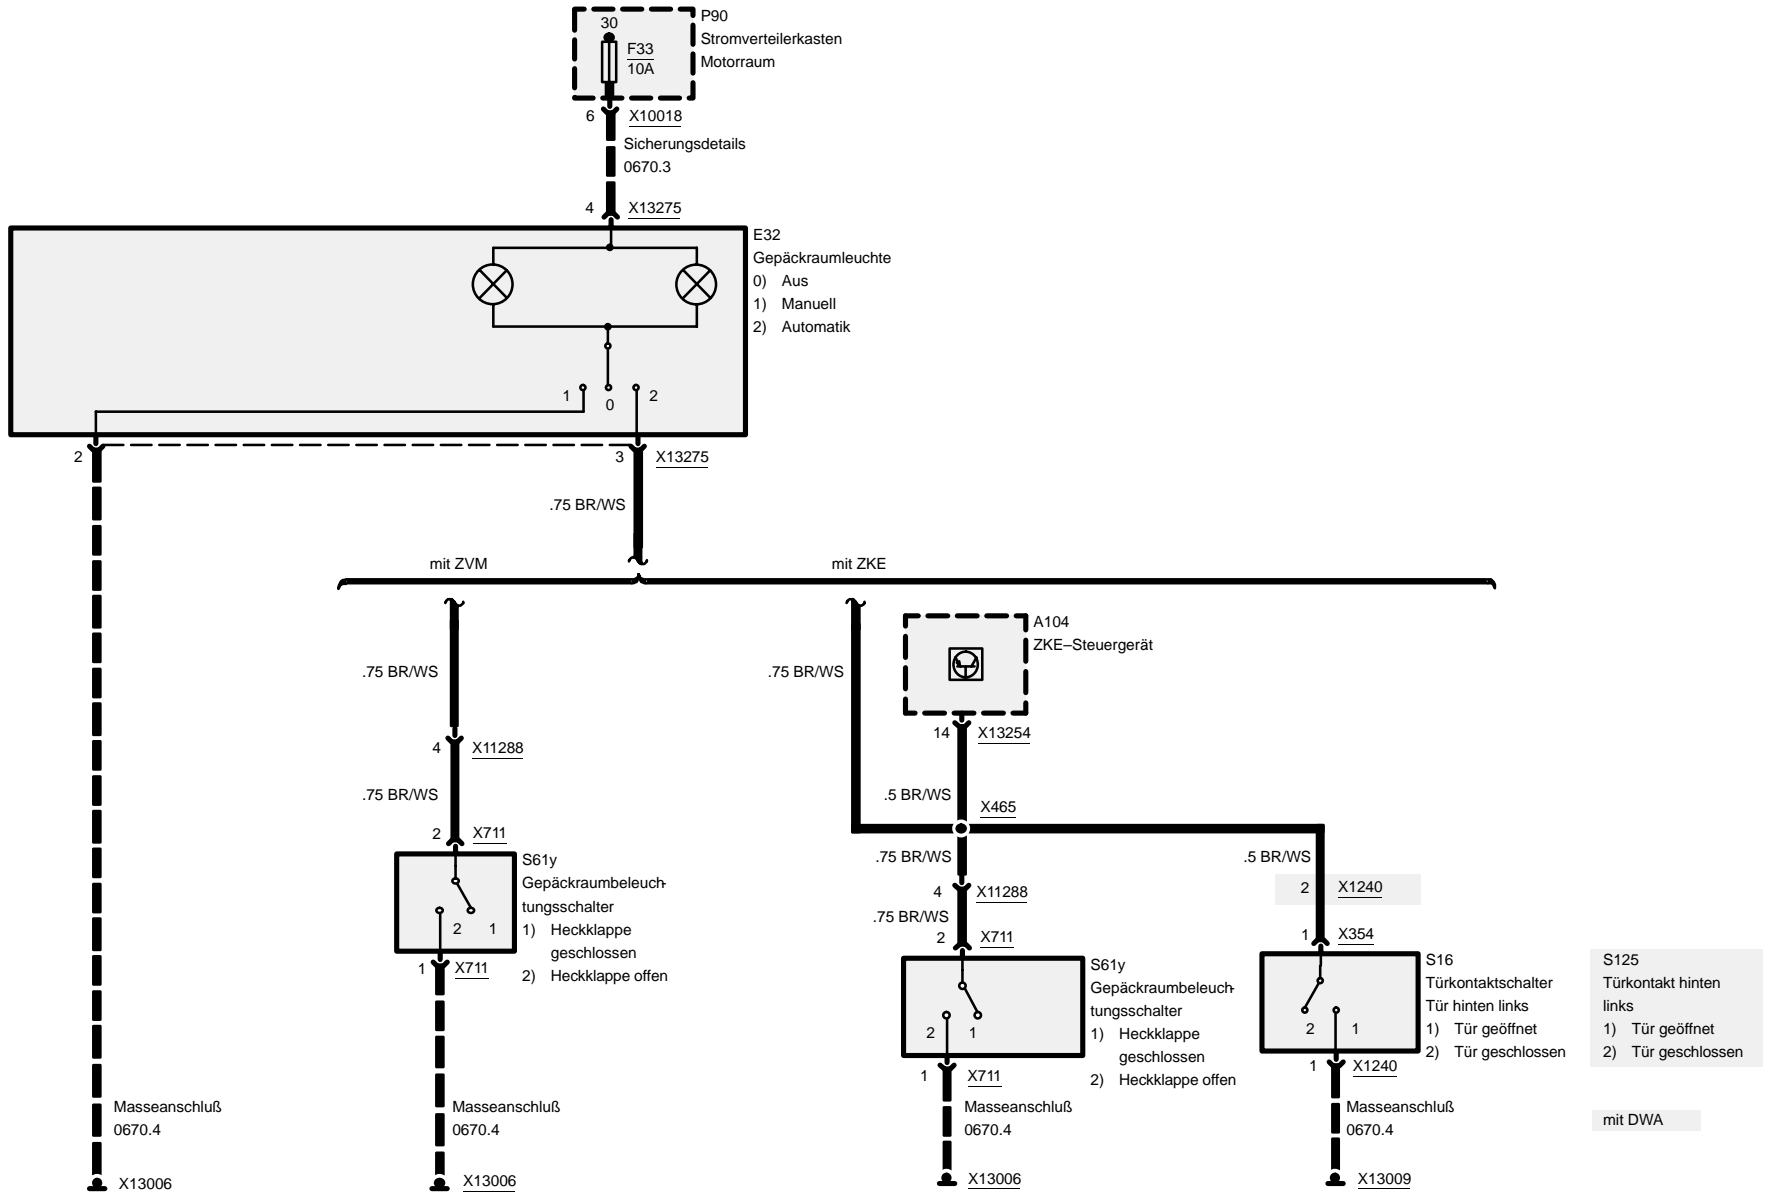 30
P90
Stromverteilerkasten
Motorraum
F33
10A
6 X10018
Sicherungsdetails
0670.3
4 X13275
E32
Gepäckraumleuchte
0) Aus
1) Manuell
2) Automatik
1 0 2
2 3 X13275
.75 BR/WS
mit ZVM mit ZKE
A104
ZKE–Steuergerät
.75 BR/WS .75 BR/WS
14 X13254
4 X11288
.75 BR/WS .5 BR/WS
X465
2 X711
S61y
Gepäckraumbeleuch-
tungsschalter
1) Heckklappe
geschlossen
2) Heckklappe offen
2 1
1 X711
.75 BR/WS .5 BR/WS
4 X11288 2 X1240
.75 BR/WS
2 X711 1 X354
S61y
Gepäckraumbeleuch-
tungsschalter
1) Heckklappe
geschlossen
2) Heckklappe offen
2 1
S16
Türkontaktschalter
Tür hinten links
1) Tür geöffnet
2) Tür geschlossen
2 1
S125
Türkontakt hinten
links
1) Tür geöffnet
2) Tür geschlossen
1 X711 1 X1240
Masseanschluß
0670.4
Masseanschluß
0670.4
Masseanschluß
0670.4
Masseanschluß
0670.4
mit DWA
X13006 X13006 X13006 X13009